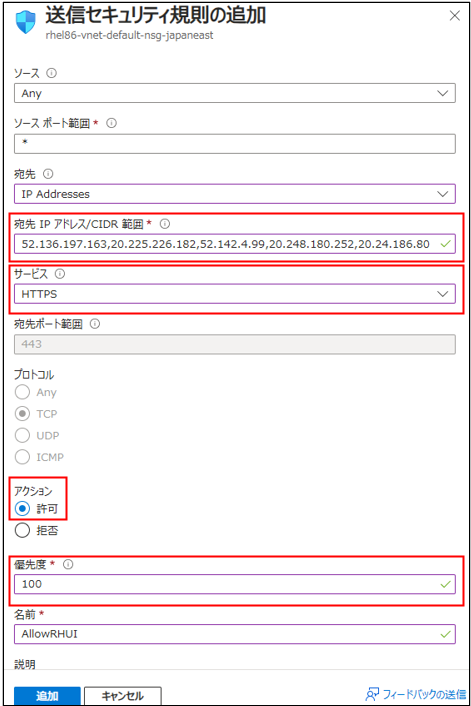 送信セキュリティ規則の追加
rhel86-vnet-default-nsg-japaneast
ソース
Any
ソース ポート範囲 *
*
宛先
IP Addresses
宛先 IP アドレス/CIDR 範囲 *
52.136.197.163,20.225.226.182,52.142.4.99,20.248.180.252,20.24.186.80
サービス
HTTPS
宛先ポート範囲
443
プロトコル
Any
TCP
UDP
ICMP
アクション
許可
拒否
優先度 *
100
名前 *
AllowRHUI
説明
追加 キャンセル フィードバックの送信